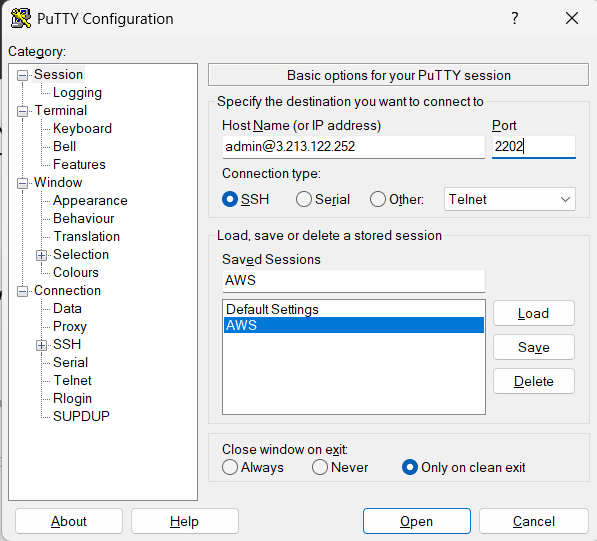 PuTTY Configuration
?
Category:
Session
Logging
Terminal
Keyboard
Bell
Features
Window
Appearance
Behaviour
Translation
Selection
Colours
Connection
Data
Proxy
SSH
Serial
Telnet
Rlogin
SUPDUP
Basic options for your PuTTY session
Specify the destination you want to connect to
Host Name (or IP address) Port
admin@3.213.122.252 2202
Connection type:
SSH Serial Other: Telnet
Load, save or delete a stored session
Saved Sessions
AWS
Default Settings
AWS
Load
Save
Delete
Close window on exit:
Always Never Only on clean exit
About Help Open Cancel